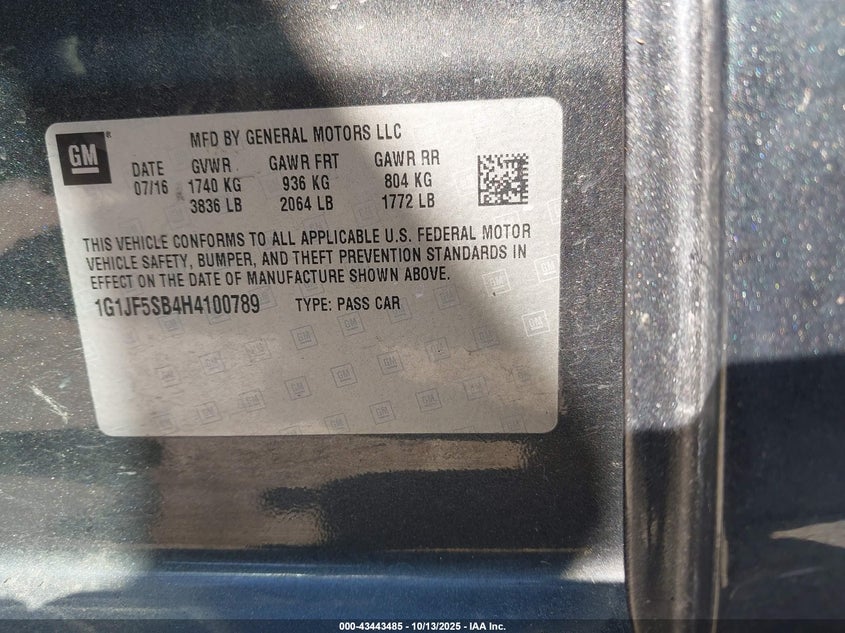 GM
MFD BY GENERAL MOTORS LLC
DATE GVWR GAWR FRT GAWR RR
07/16 1740 KG 936 KG 804 KG
3836 LB 2064 LB 1772 LB
THIS VEHICLE CONFORMS TO ALL APPLICABLE U.S. FEDERAL MOTOR
VEHICLE SAFETY, BUMPER, AND THEFT PREVENTION STANDARDS IN
EFFECT ON THE DATE OF MANUFACTURE SHOWN ABOVE.
1G1JF5SB4H4100789 TYPE: PASS CAR
000-43443485 - 10/13/2025 - IAA Inc.